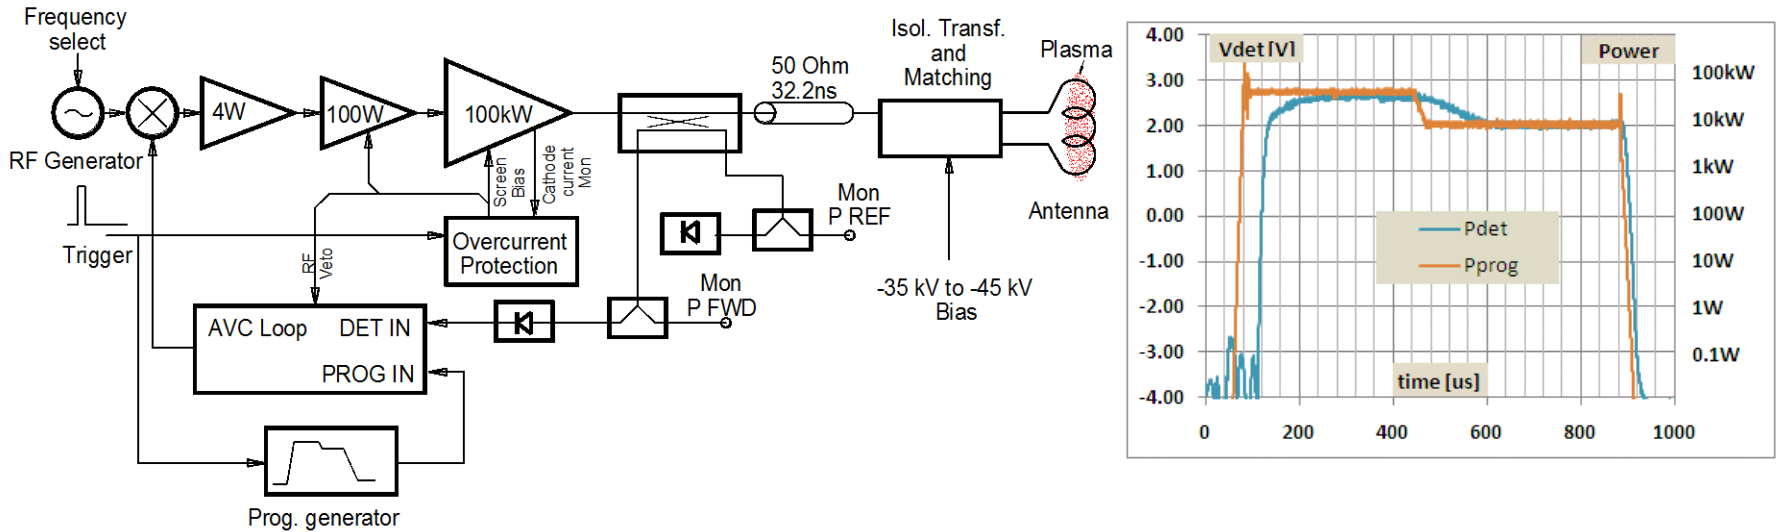 Frequency
select
RF Generator
4W
100W
100kW
50 Ohm
32.2ns
Isol. Transf.
and
Matching
Plasma
Antenna
Screen
Bias
Cathode
current
Mon
Trigger
RF
Veto
Overcurrent
Protection
Mon
P REF
Mon
P FWD
-35 kV to -45 kV
Bias
AVC Loop
DET IN
PROG IN
Prog. generator
Vdet [V]
Power
4.00
3.00
2.00
1.00
0.00
-1.00
-2.00
-3.00
-4.00
100kW
10kW
1kW
100W
10W
1W
0.1W
Pdet
Pprog
time [us]
0
200
400
600
800
1000